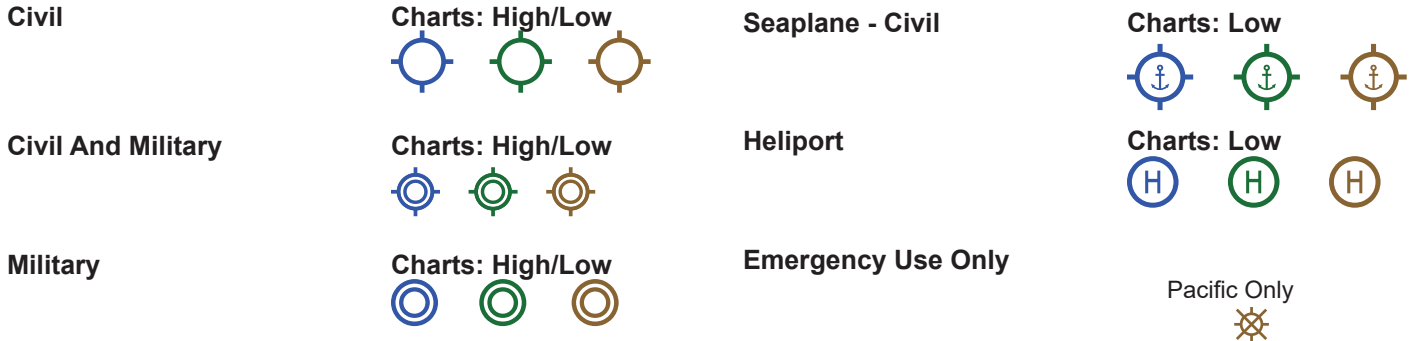 Civil
Charts: High/Low
Civil And Military
Charts: High/Low
Military
Charts: High/Low
Seaplane - Civil
Charts: Low
Heliport
Charts: Low
H H H
Emergency Use Only
Pacific Only